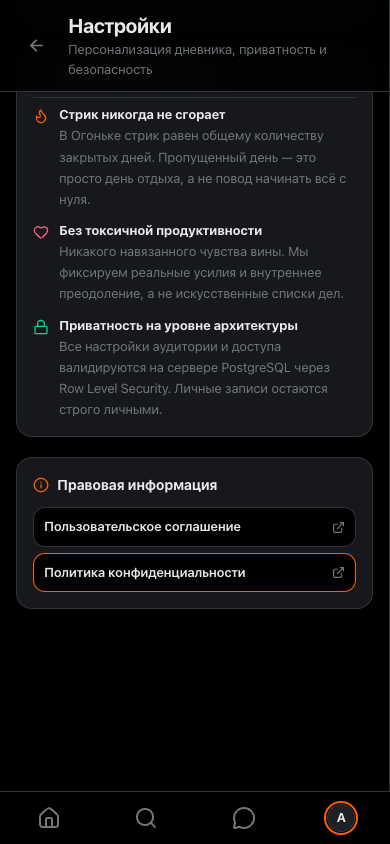 Настройки
Персонализация дневника, приватность и
безопасность
Стрик никогда не сгорает
В Огоньке стрик равен общему количеству
закрытых дней. Пропущенный день — это
просто день отдыха, а не повод начинать всё с
нуля.
Без токсичной продуктивности
Никакого навязанного чувства вины. Мы
фиксируем реальные усилия и внутреннее
преодоление, а не искусственные списки дел.
Приватность на уровне архитектуры
Все настройки аудитории и доступа
валидируются на сервере PostgreSQL через
Row Level Security. Личные записи остаются
строго личными.
Правовая информация
Пользовательское соглашение
Политика конфиденциальности
A